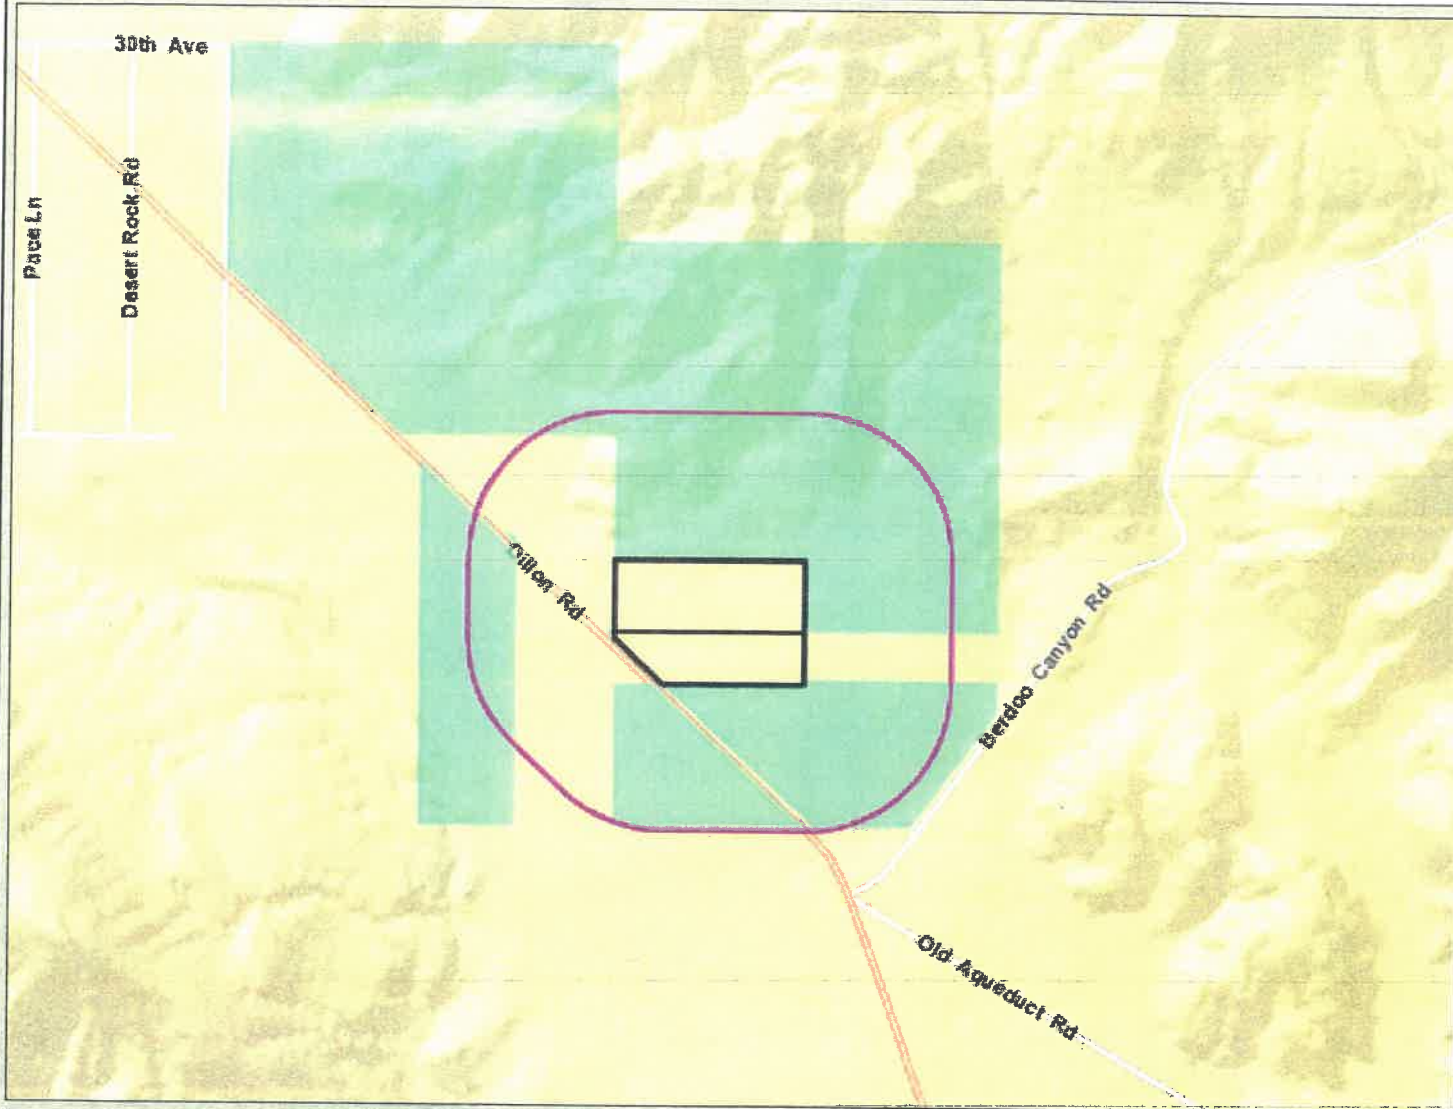 30th Ave
Pace Ln
Desert Rock Rd
Dillon Rd
Berdoo Canyon Rd
Old Aqueduct Rd